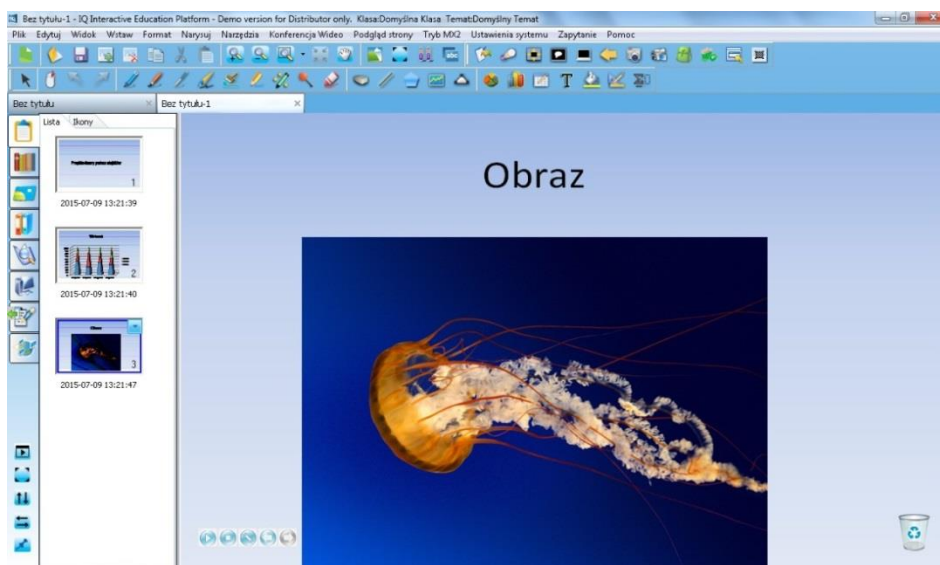 Bez tytułu-1 - IQ Interactive Education Platform - Demo version for Distributor only. Klasa:Domyślna Klasa Temat:Domyślny Temat
Plik Edytuj Widok Wstaw Format Narysuj Narzędzia Konferencja Wideo Podgląd strony Tryb MX2 Ustawienia systemu Zapytanie Pomoc
Bez tytułu Bez tytułu-1
Lista Ikony
1
2015-07-09 13:21:39
2
2015-07-09 13:21:40
Obraz
3
2015-07-09 13:21:47
Obraz